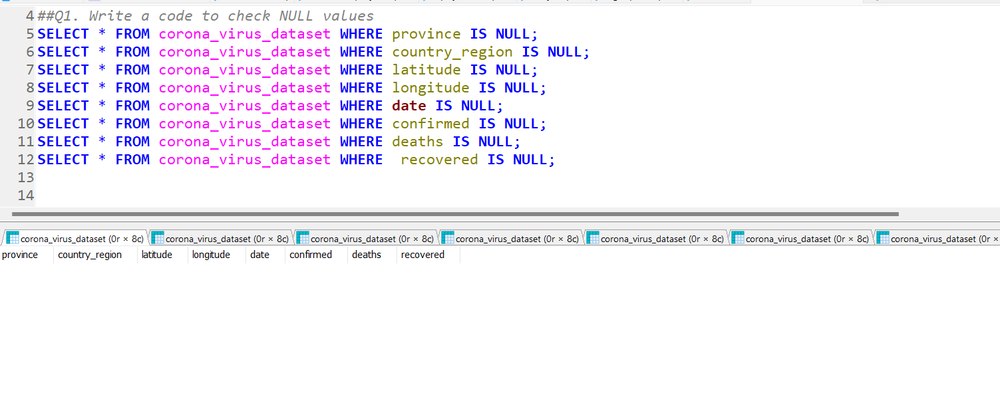 4 ##Q1. Write a code to check NULL values
5 SELECT * FROM corona_virus_dataset WHERE province IS NULL;
6 SELECT * FROM corona_virus_dataset WHERE country_region IS NULL;
7 SELECT * FROM corona_virus_dataset WHERE latitude IS NULL;
8 SELECT * FROM corona_virus_dataset WHERE longitude IS NULL;
9 SELECT * FROM corona_virus_dataset WHERE date IS NULL;
10 SELECT * FROM corona_virus_dataset WHERE confirmed IS NULL;
11 SELECT * FROM corona_virus_dataset WHERE deaths IS NULL;
12 SELECT * FROM corona_virus_dataset WHERE  recovered IS NULL;
13
14
corona_virus_dataset (0r × 8c) corona_virus_dataset (0r × 8c) corona_virus_dataset (0r × 8c) corona_virus_dataset (0r × 8c) corona_virus_dataset (0r × 8c) corona_virus_dataset (0r × 8c) corona_virus_dataset (0r ×
province country_region latitude longitude date confirmed deaths recovered